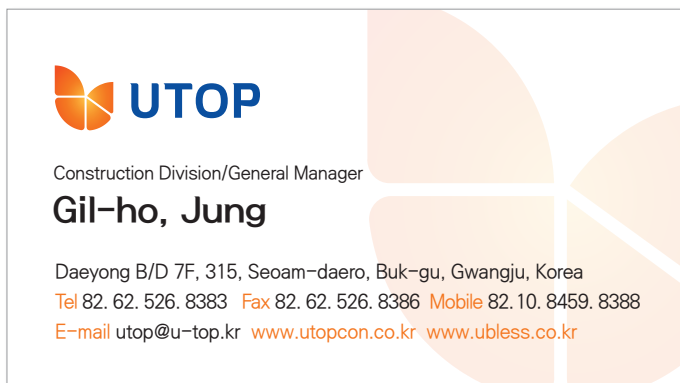 UTOP
Construction Division/General Manager
Gil-ho, Jung
Daeyong B/D 7F, 315, Seoam-daero, Buk-gu, Gwangju, Korea
Tel 82. 62. 526. 8383 Fax 82. 62. 526. 8386 Mobile 82. 10. 8459. 8388
E-mail utop@u-top.kr www.utopcon.co.kr www.ubless.co.kr